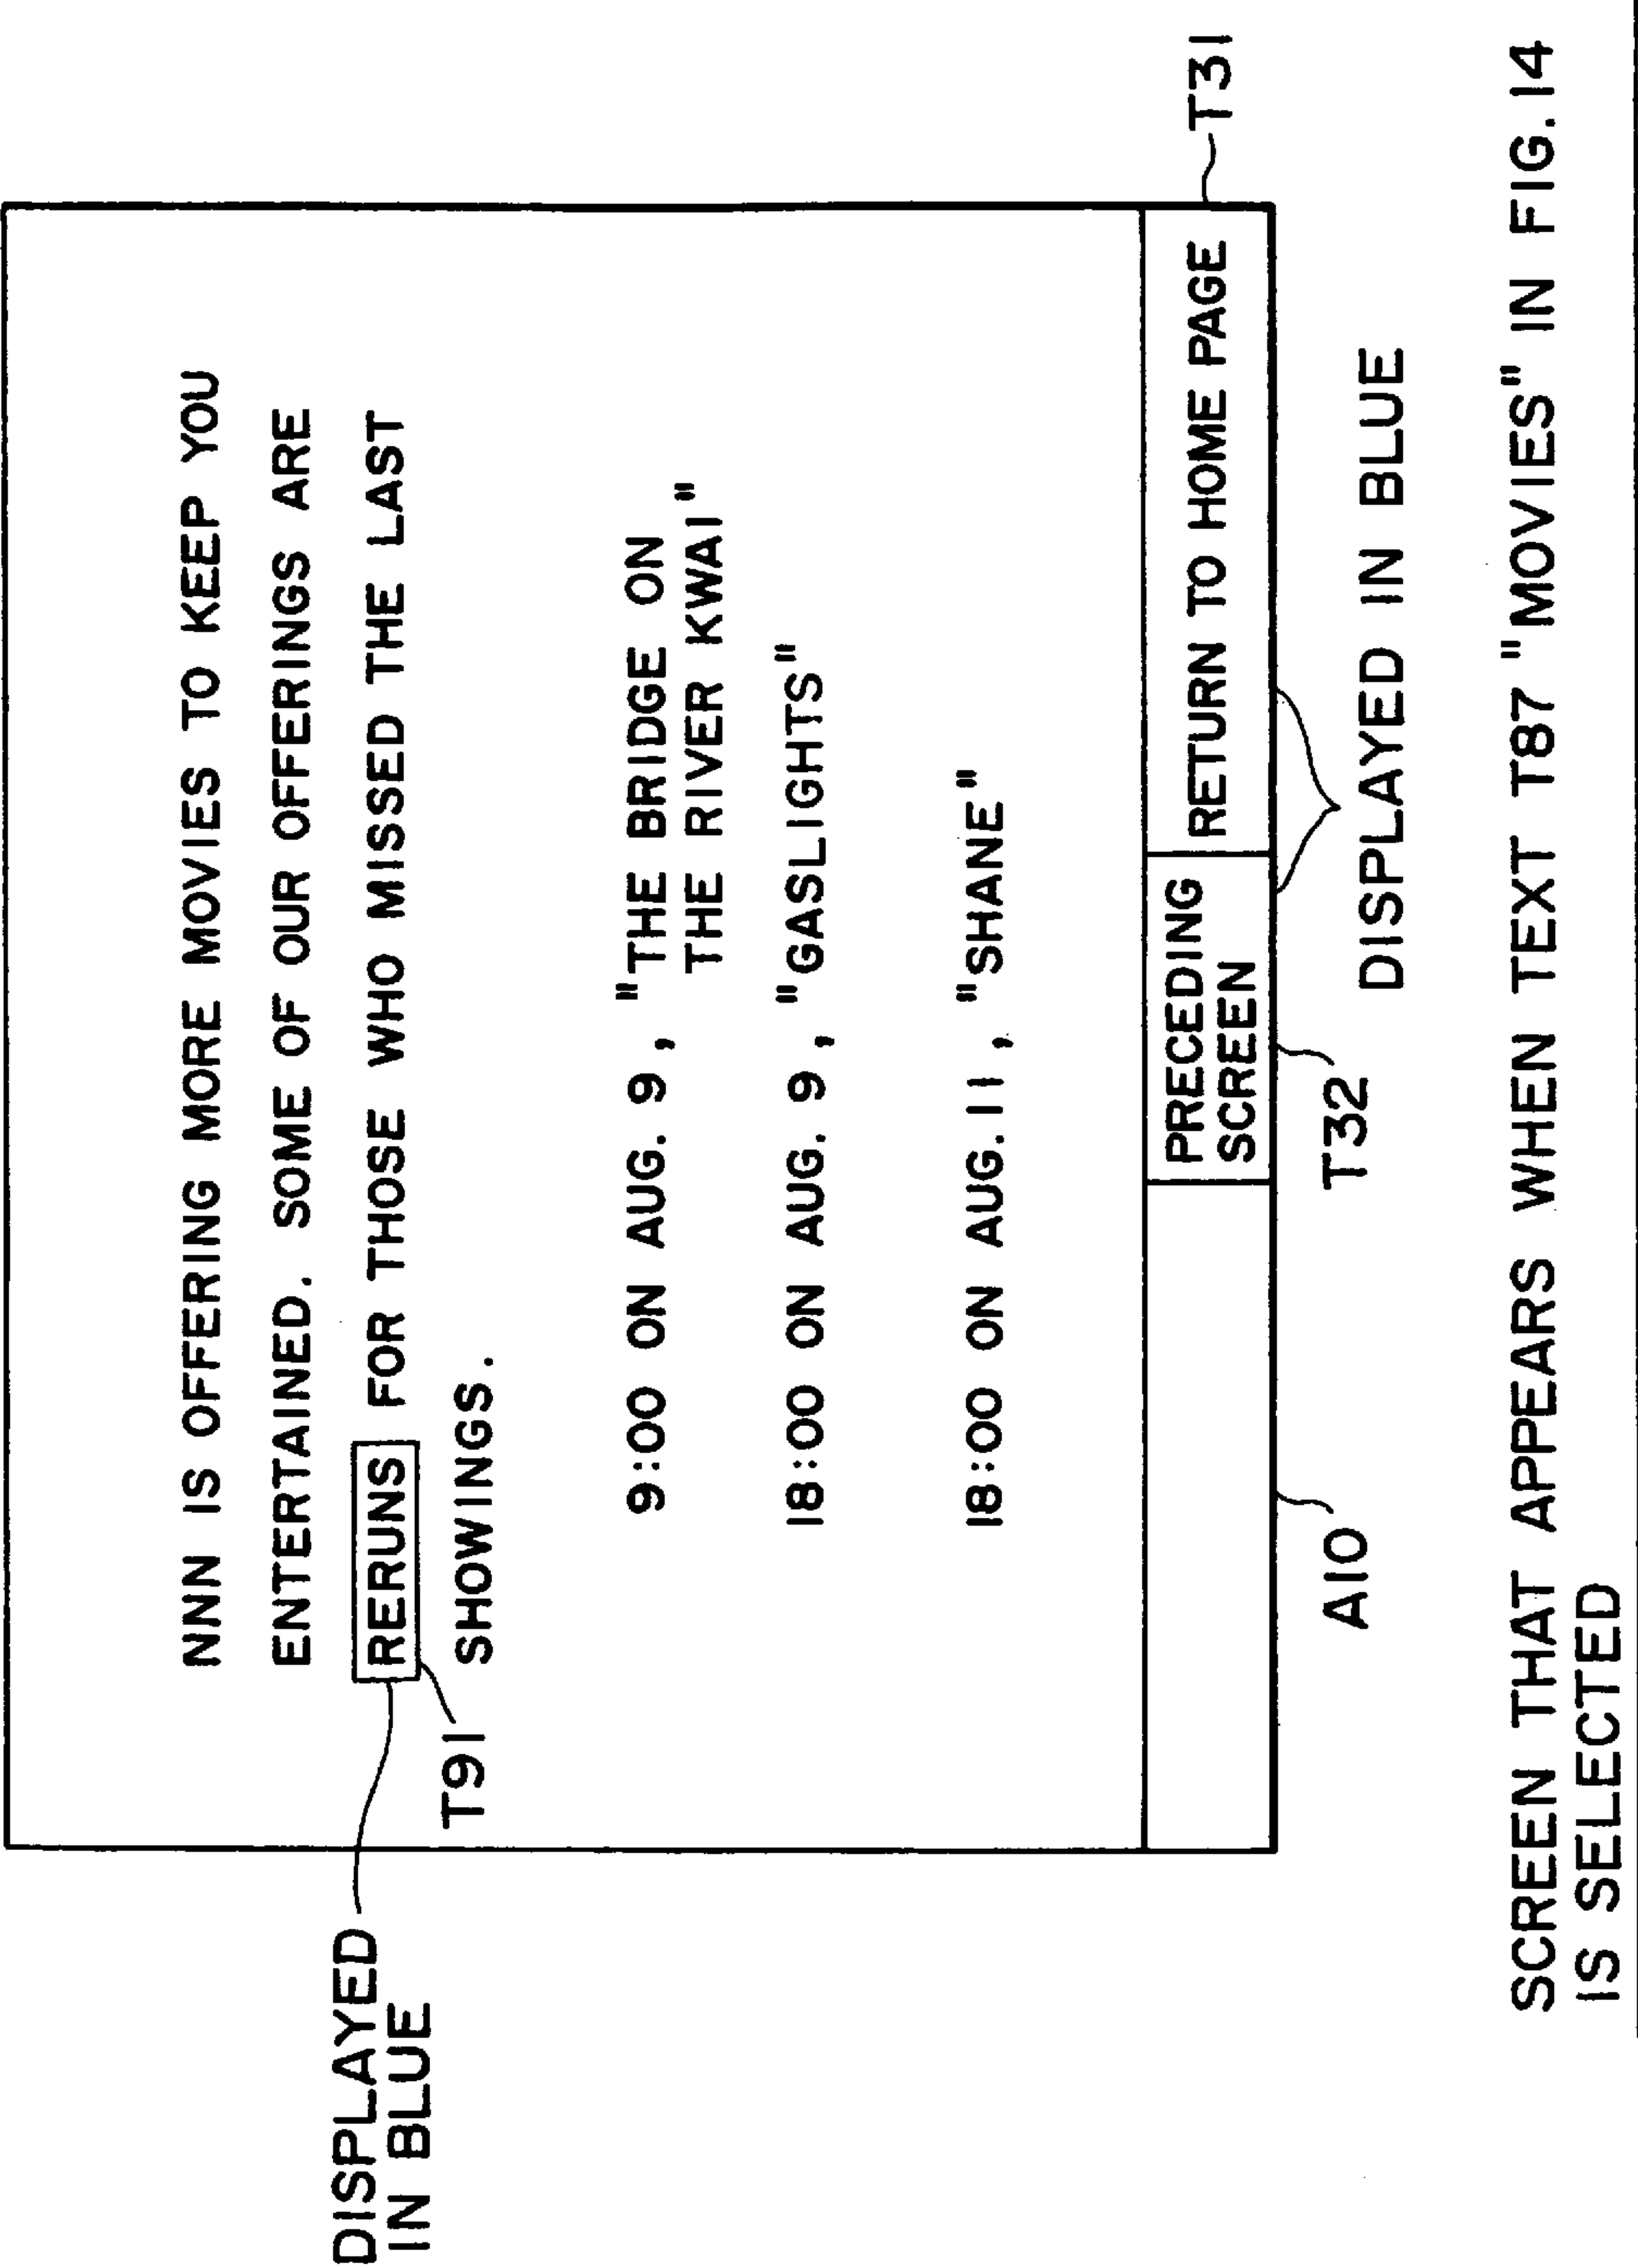 NNN IS OFFERING MORE MOVIES TO KEEP YOU
ENTERTAINED. SOME OF OUR OFFERINGS ARE
RERUNS FOR THOSE WHO MISSED THE LAST
SHOWINGS.
DISPLAYED
IN BLUE
T91
9:00 ON AUG. 9, "THE BRIDGE ON
THE RIVER KWAI"
18:00 ON AUG. 9, "GASLIGHTS"
18:00 ON AUG. 11, "SHANE"
PRECEDING
SCREEN
RETURN TO HOME PAGE
T31
A10
T32
DISPLAYED IN BLUE
SCREEN THAT APPEARS WHEN TEXT T87 "MOVIES" IN FIG.14
IS SELECTED